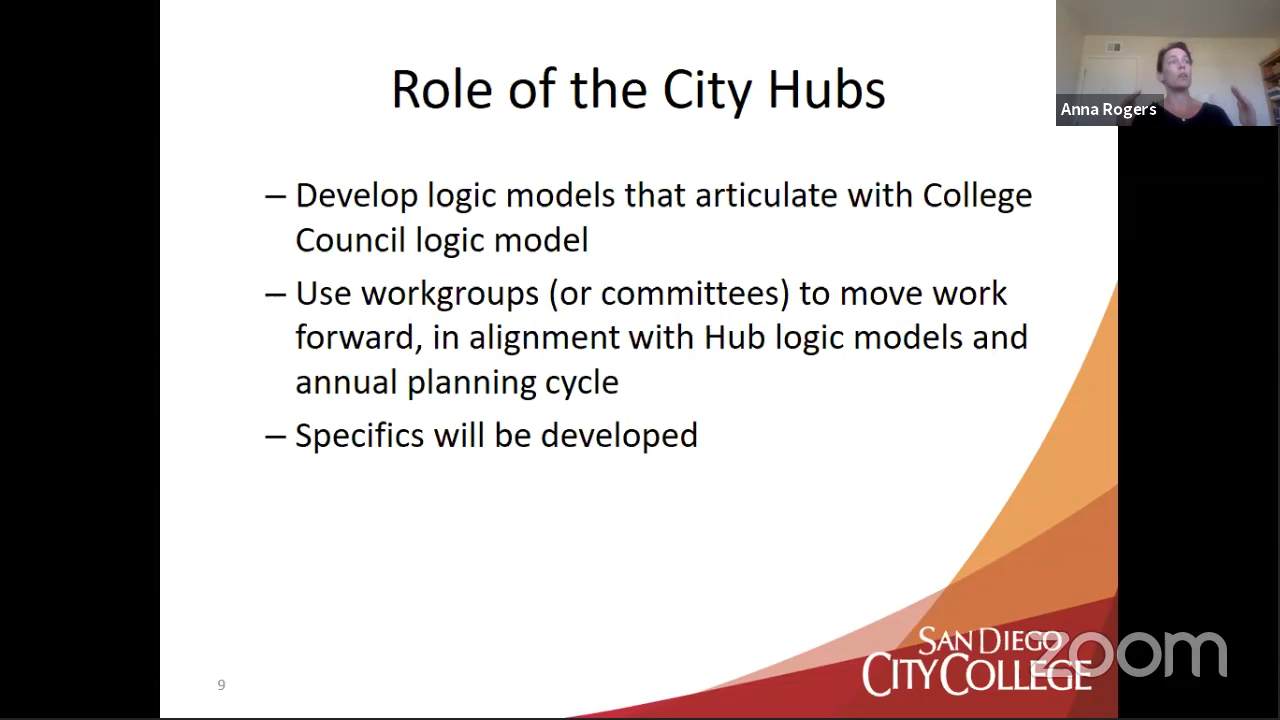 Role of the City Hubs
Anna Rogers
– Develop logic models that articulate with College
Council logic model
– Use workgroups (or committees) to move work
forward, in alignment with Hub logic models and
annual planning cycle
– Specifics will be developed
SAN DIEGO
CITY COLLEGE
zoom
9